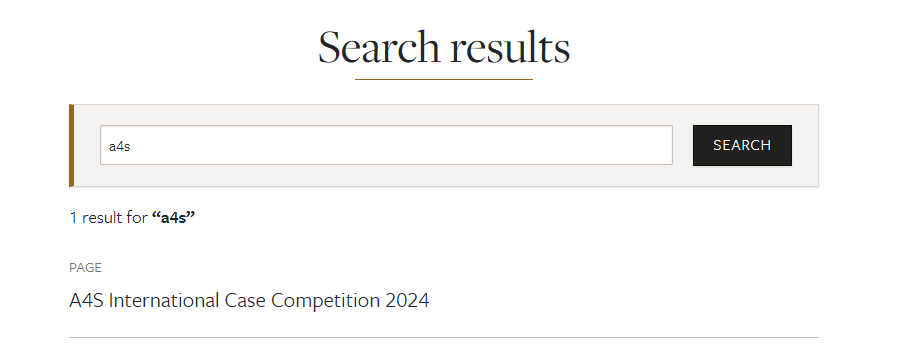 Search results
a4s
SEARCH
1 result for “a4s”
PAGE
A4S International Case Competition 2024